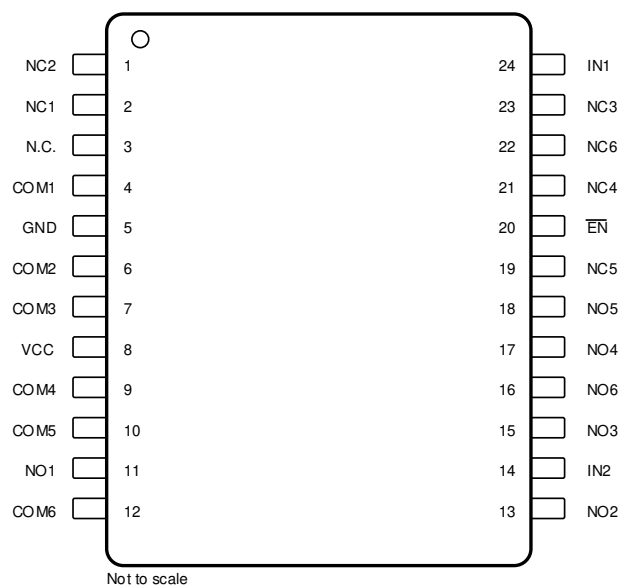 NC2 1 24 IN1
NC1 2 23 NC3
N.C. 3 22 NC6
COM1 4 21 NC4
GND 5 20 EN
COM2 6 19 NC5
COM3 7 18 NO5
VCC 8 17 NO4
COM4 9 16 NO6
COM5 10 15 NO3
NO1 11 14 IN2
COM6 12 13 NO2
Not to scale